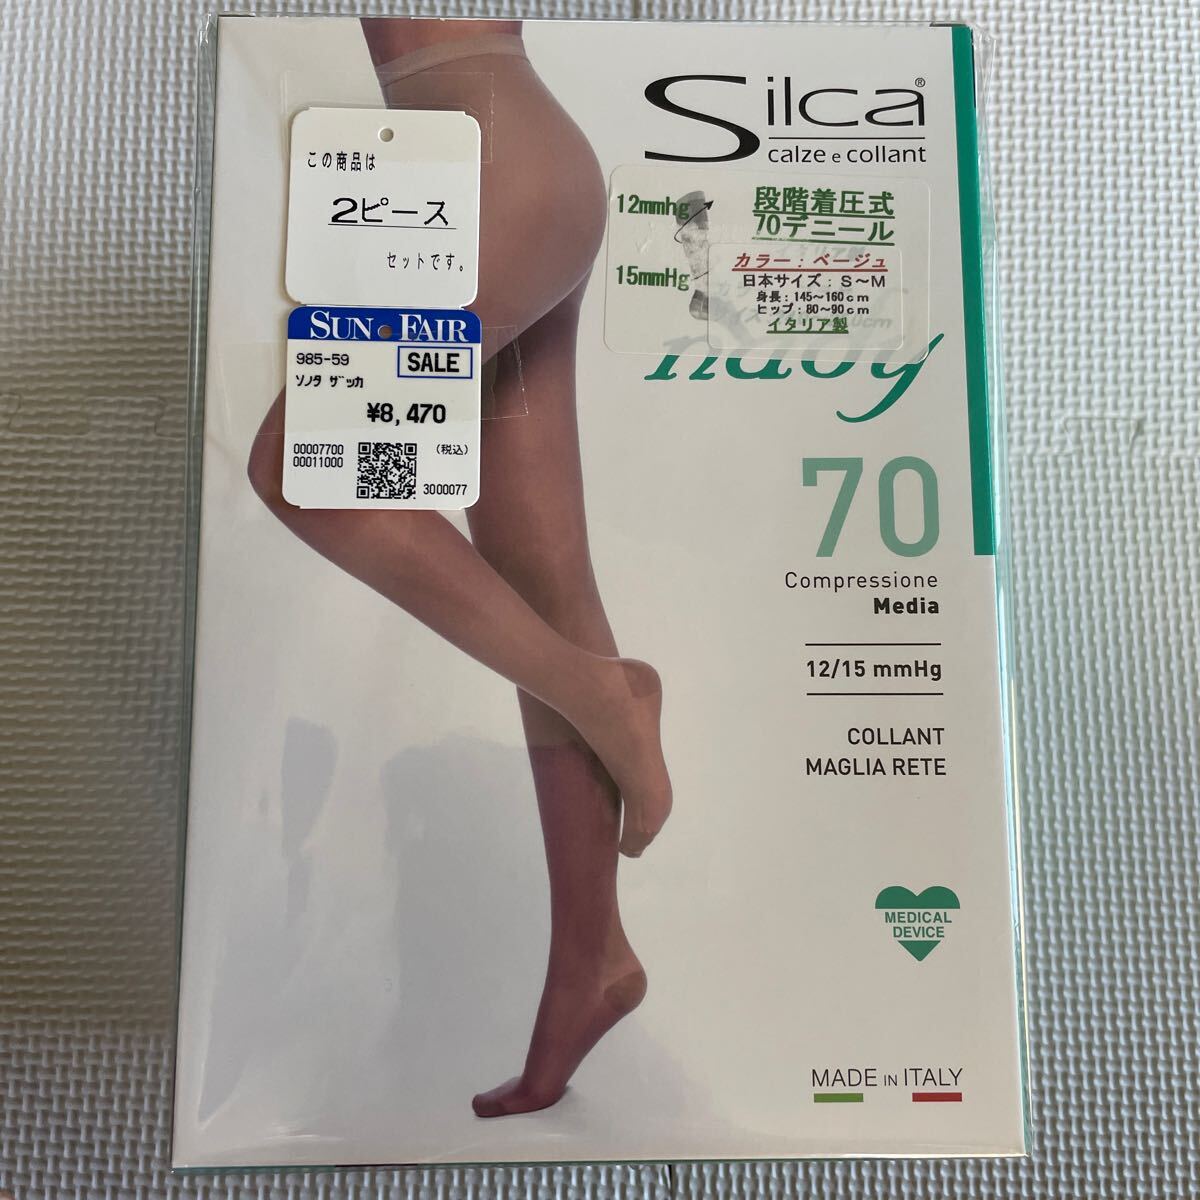 Silca®
calze e collant
この商品は
2ピース
セットです。
SUN FAIR
985-59
SALE
ソノタ ザッカ
¥8,470
00007700
00011000
(税込)
3000077
12mmhg
15mmHg
段階着圧式
70デニール
カラー：ベージュ
日本サイズ：S～M
身長：145～160cm
ヒップ：80～90cm
イタリア製
70
Compressione
Media
12/15 mmHg
COLLANT
MAGLIA RETE
MEDICAL
DEVICE
MADE IN ITALY